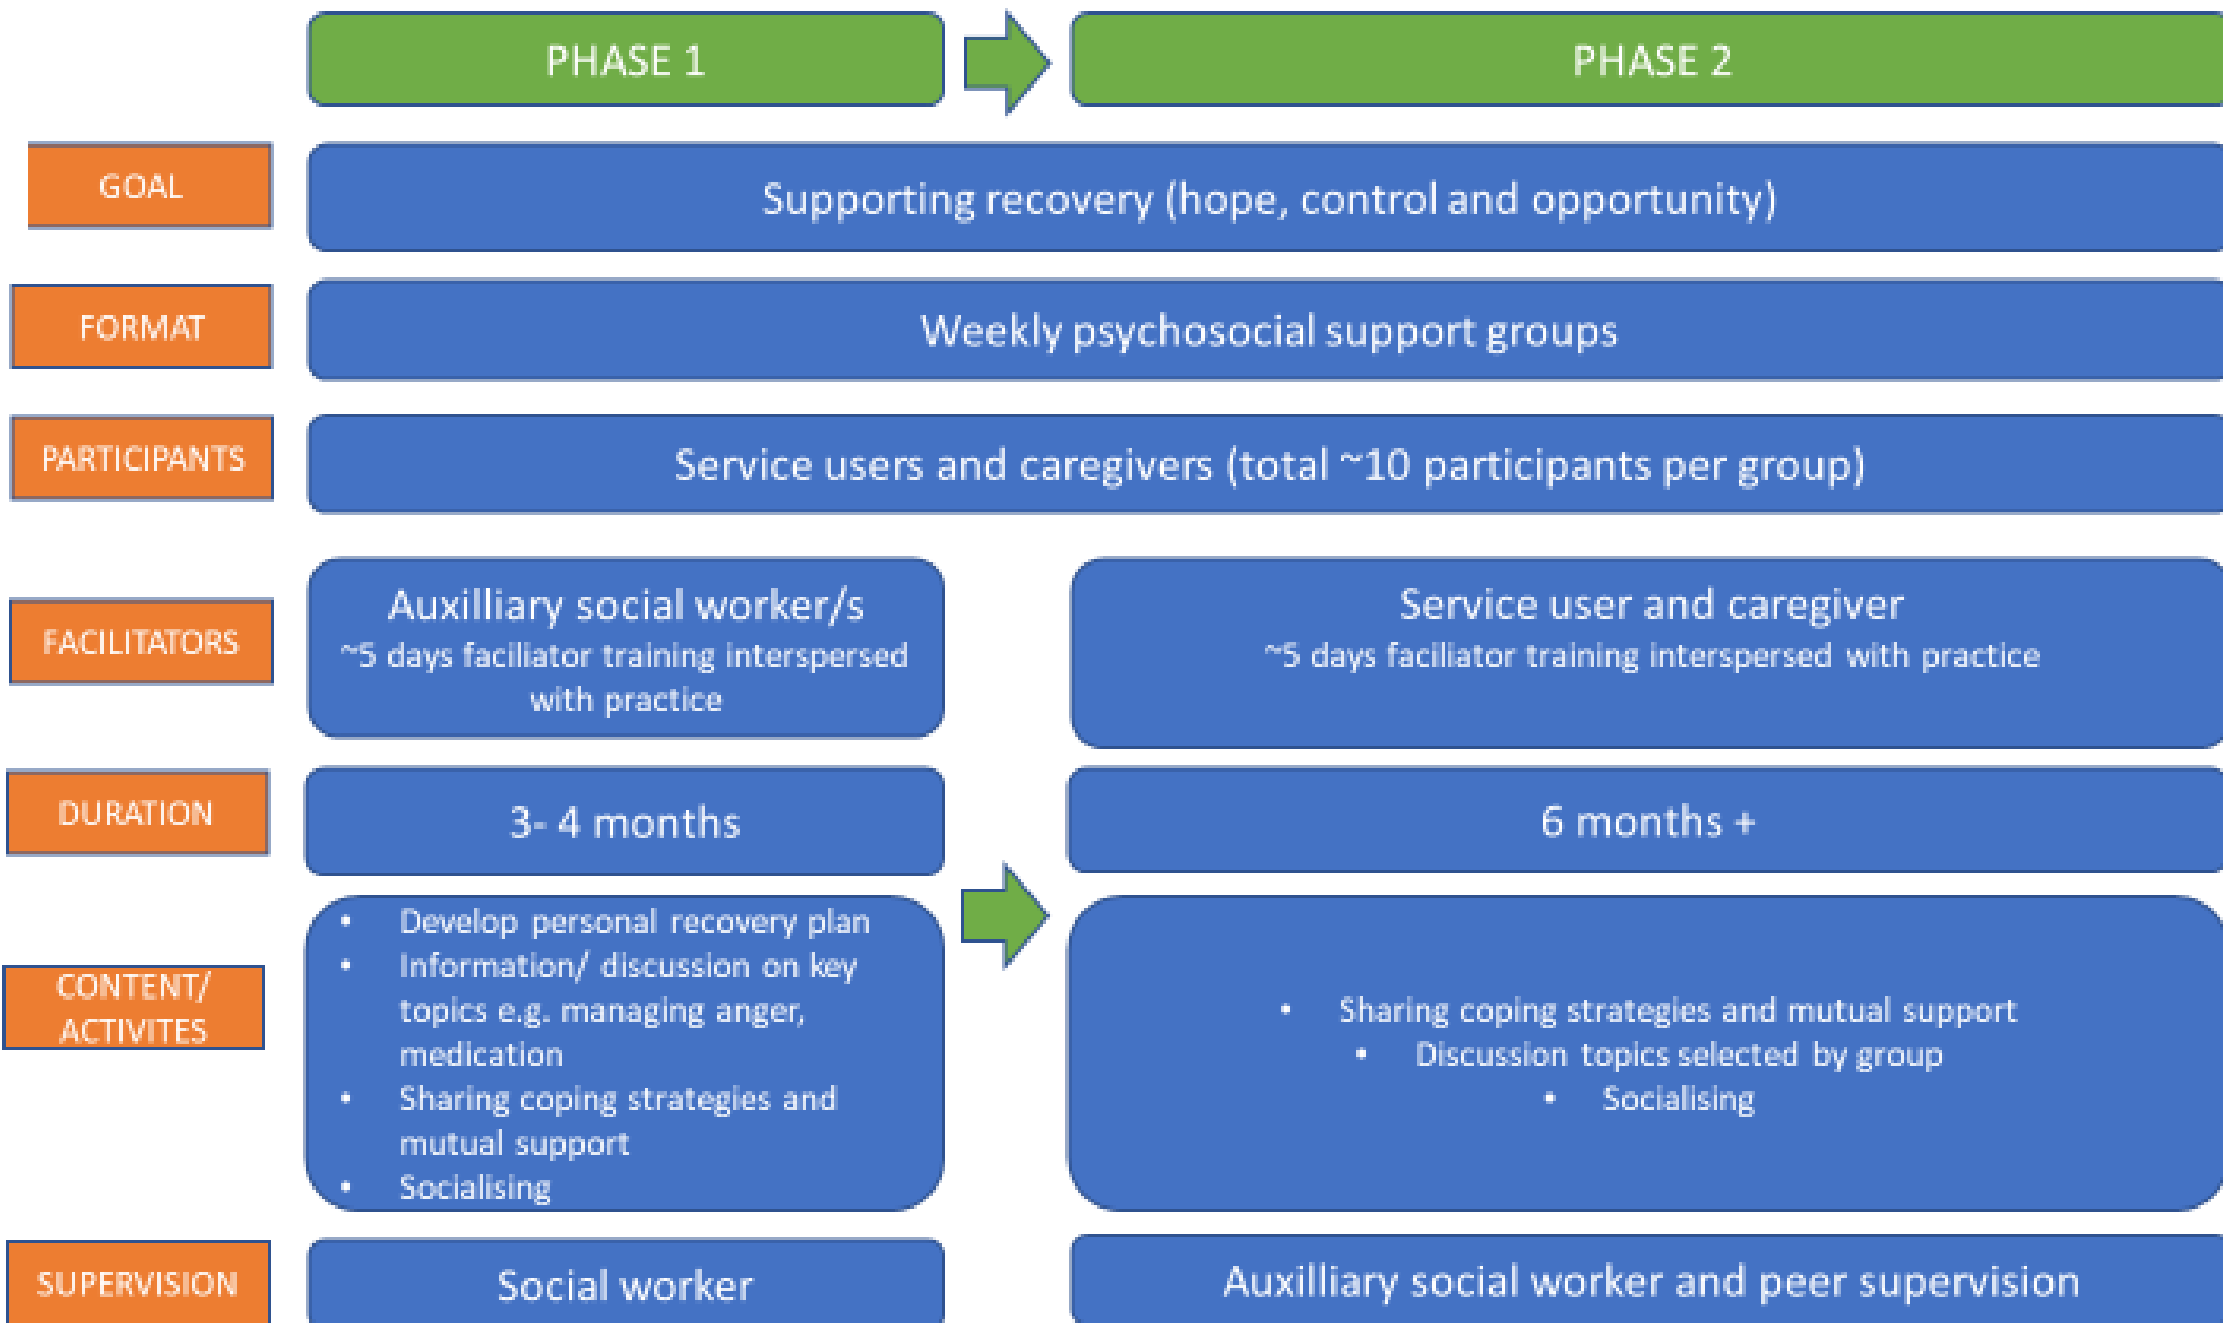 PHASE 1
PHASE 2
GOAL
Supporting recovery (hope, control and opportunity)
FORMAT
Weekly psychosocial support groups
PARTICIPANTS
Service users and caregivers (total ~10 participants per group)
FACILITATORS
Auxilliary social worker/s
~5 days faciliator training interspersed
with practice
Service user and caregiver
~5 days faciliator training interspersed with practice
DURATION
3- 4 months
6 months +
CONTENT/
ACTIVITES
• Develop personal recovery plan
• Information/ discussion on key
topics e.g. managing anger,
medication
• Sharing coping strategies and
mutual support
• Socialising
• Sharing coping strategies and mutual support
• Discussion topics selected by group
• Socialising
SUPERVISION
Social worker
Auxilliary social worker and peer supervision